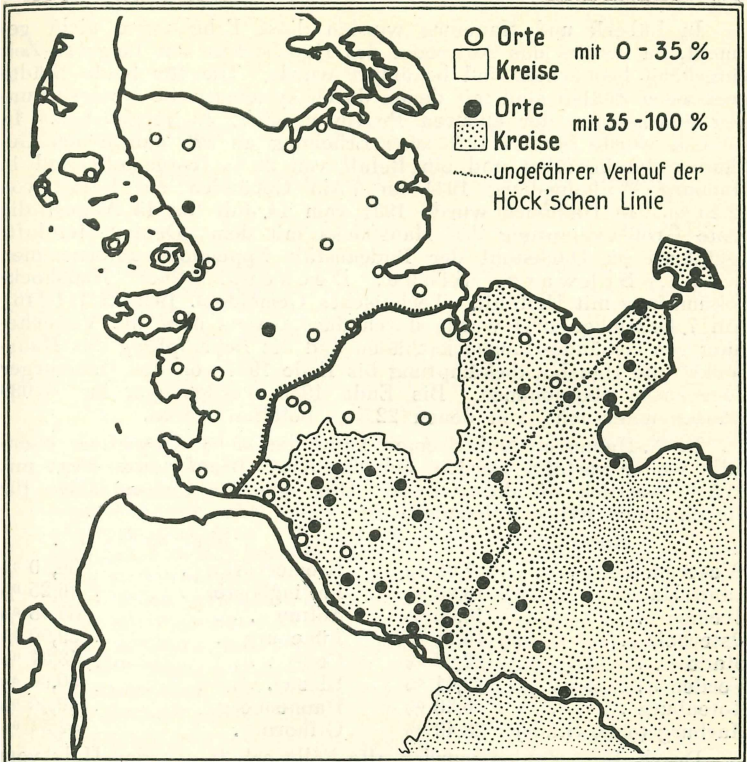 Orte
mit 0-35 %
Kreise
Orte
mit 35-100 %
Kreise
ungefährer Verlauf der
Höck'schen Linie